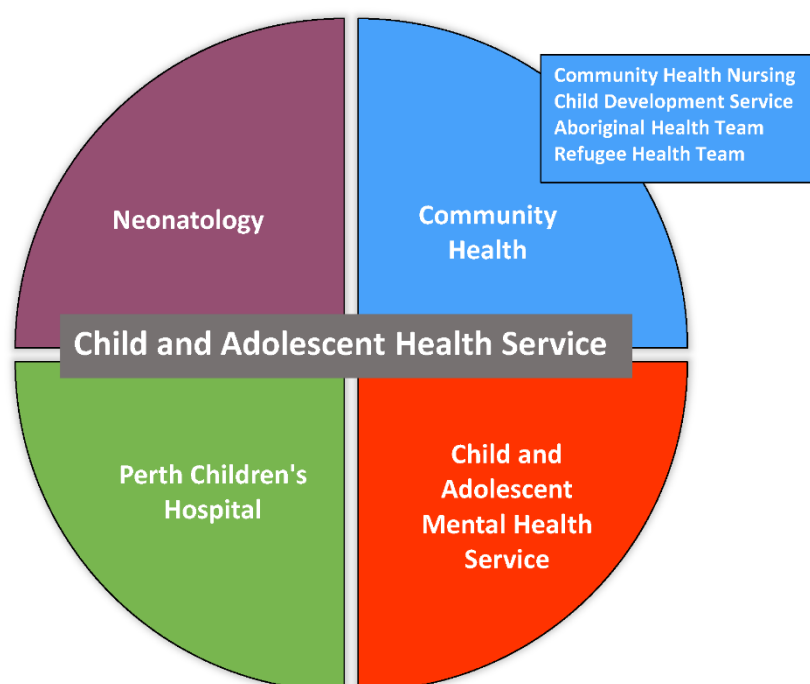 Community Health Nursing
Child Development Service
Aboriginal Health Team
Refugee Health Team
Neonatology
Community
Health
Child and Adolescent Health Service
Perth Children's
Hospital
Child and
Adolescent
Mental Health
Service